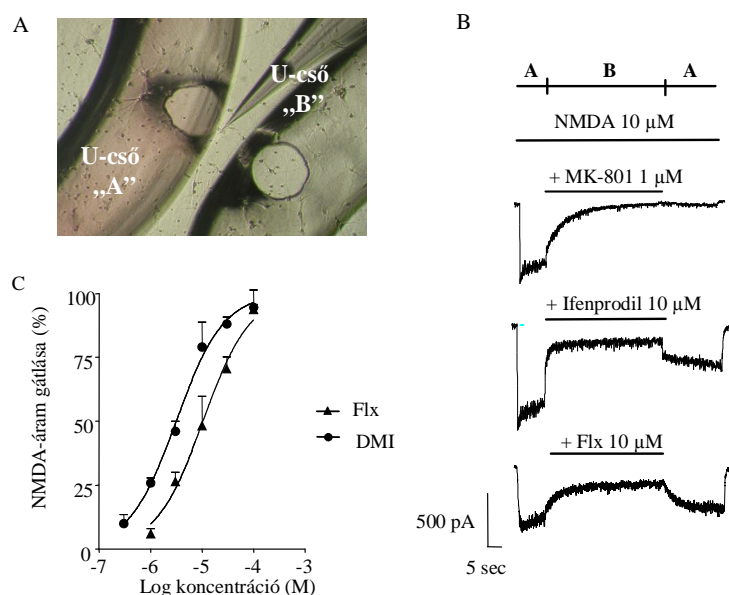 A
U-cső
„A”
U-cső
„B”
B
A B A
NMDA 10 µM
+ MK-801 1 µM
+ Ifenprodil 10 µM
+ Flx 10 µM
500 pA
5 sec
C
NMDA-áram gátlása (%)
100
75
50
25
0
-7 -6 -5 -4 -3
Log koncentráció (M)
Flx
DMI